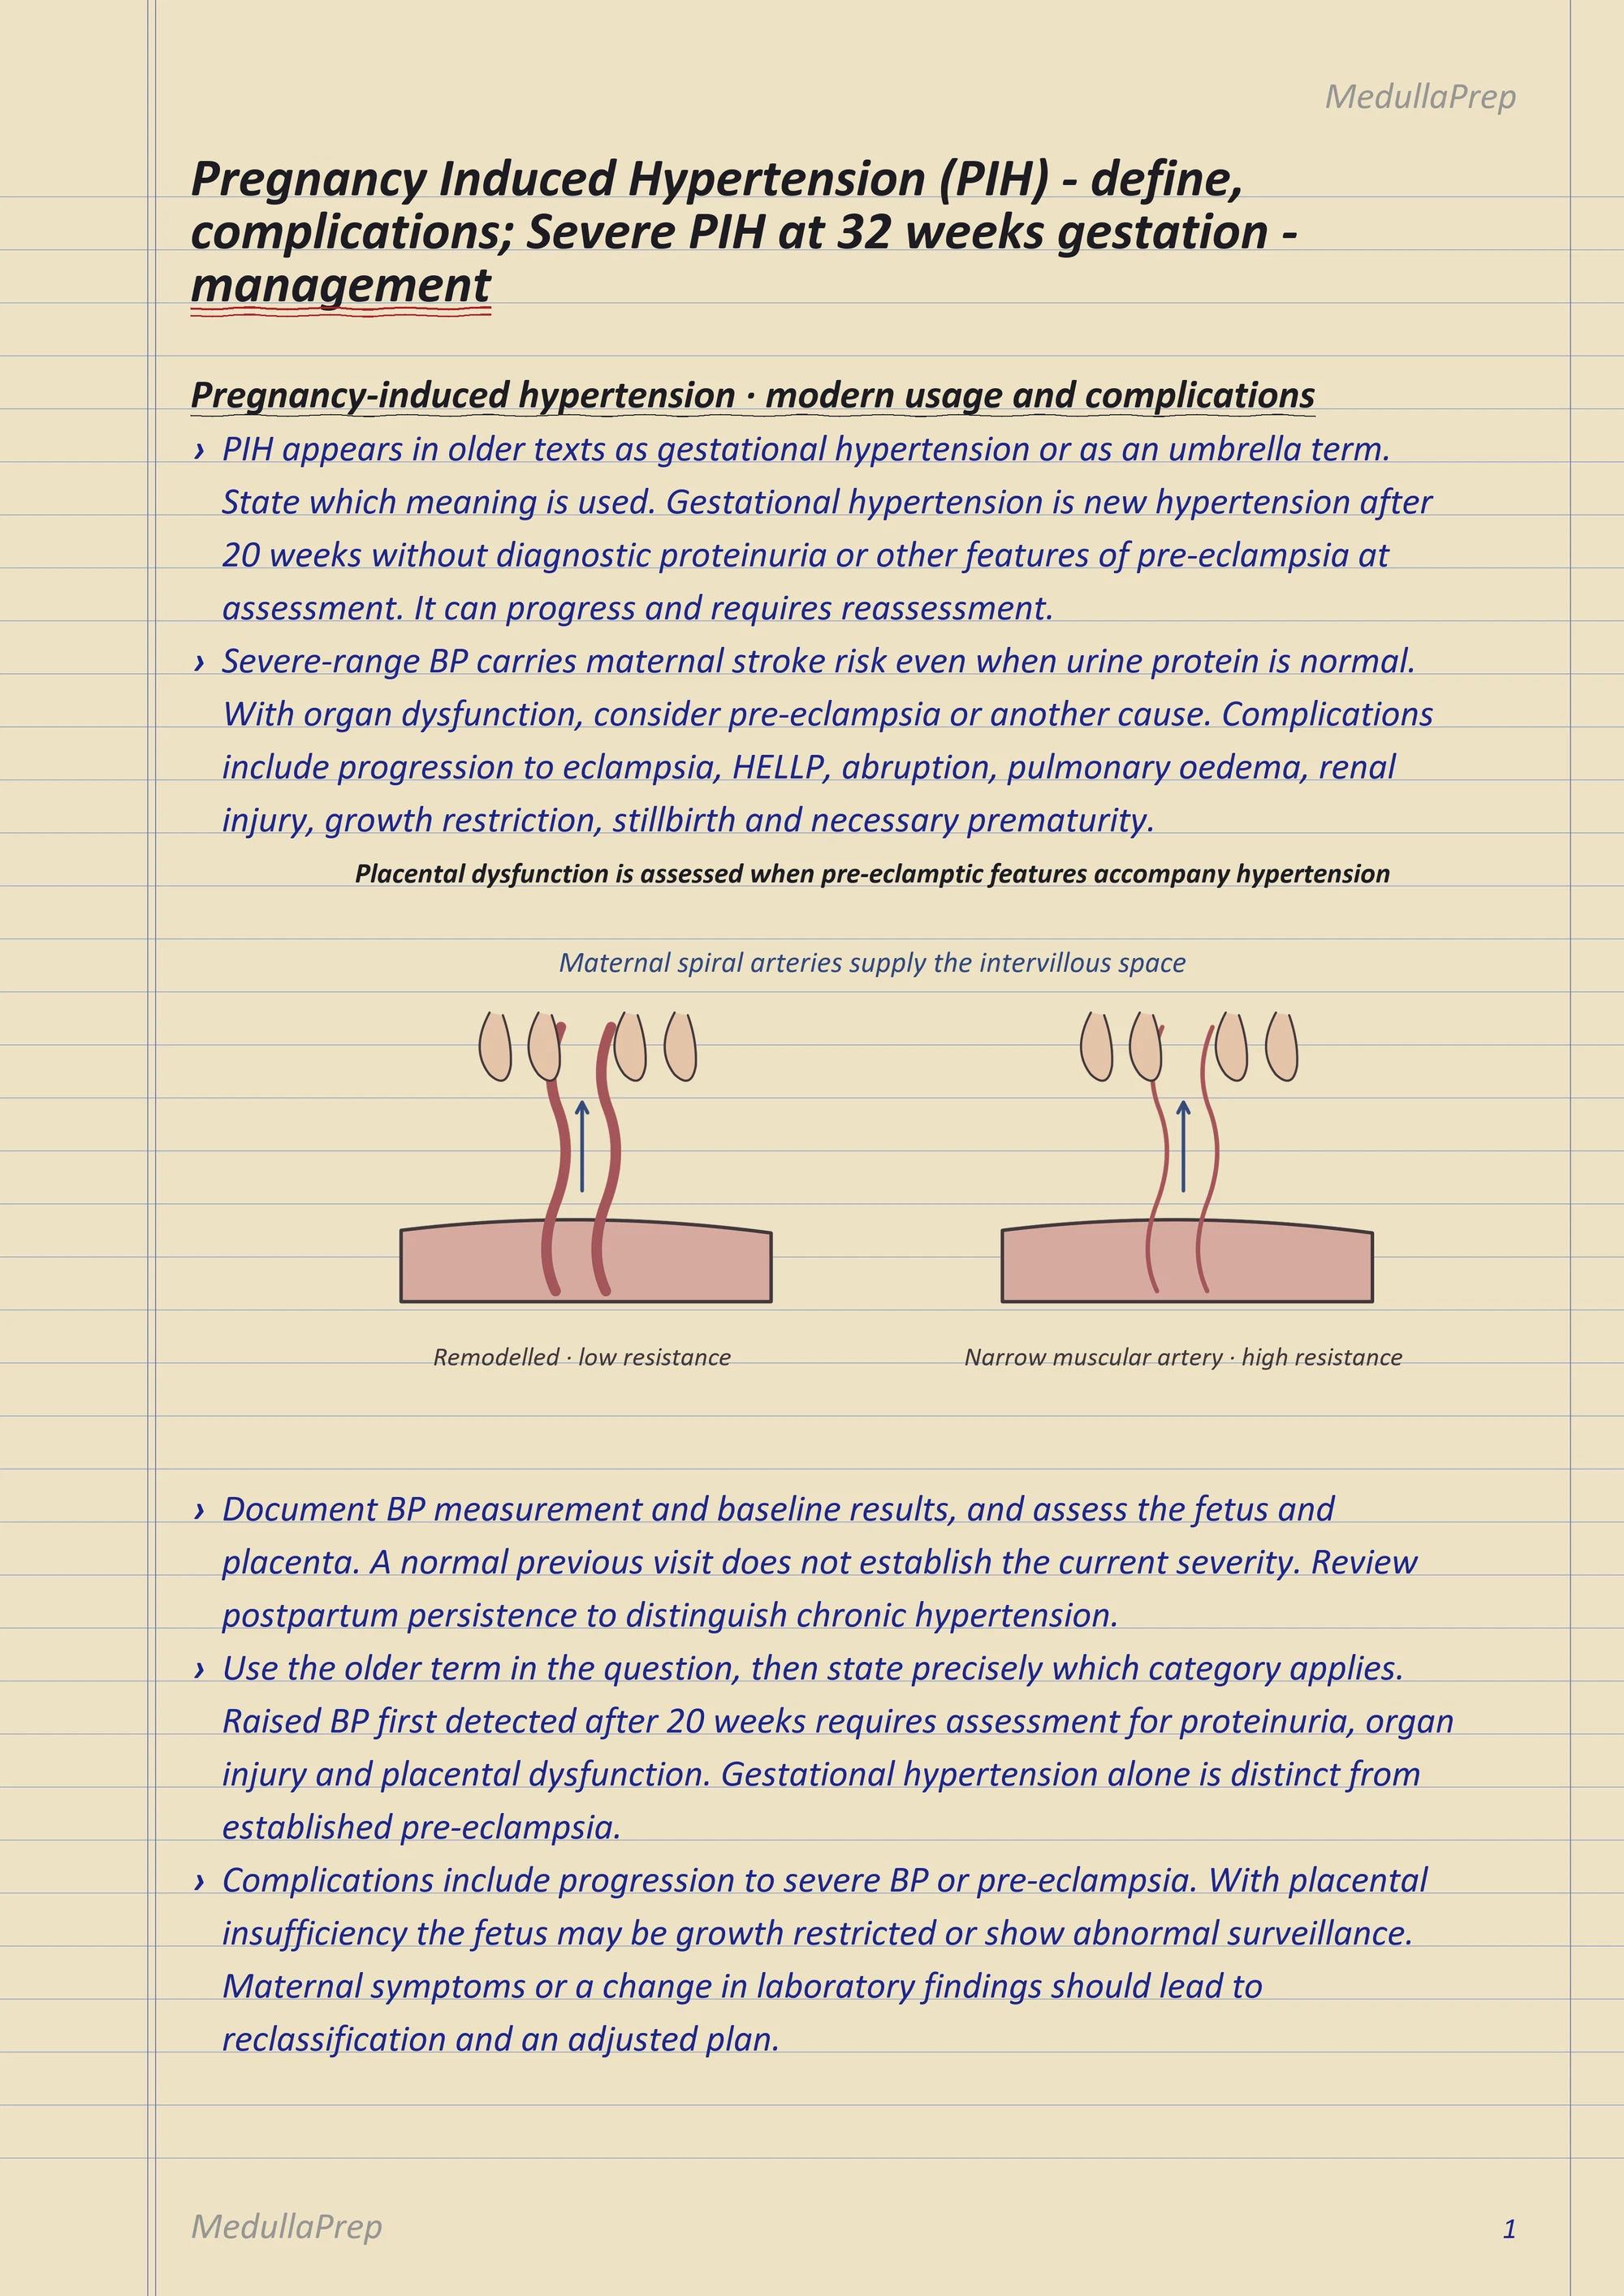 MedullaPrep
Pregnancy Induced Hypertension (PIH) - define,
complications; Severe PIH at 32 weeks gestation -
management
Pregnancy-induced hypertension · modern usage and complications
› PIH appears in older texts as gestational hypertension or as an umbrella term.
State which meaning is used. Gestational hypertension is new hypertension after
20 weeks without diagnostic proteinuria or other features of pre-eclampsia at
assessment. It can progress and requires reassessment.
› Severe-range BP carries maternal stroke risk even when urine protein is normal.
With organ dysfunction, consider pre-eclampsia or another cause. Complications
include progression to eclampsia, HELLP, abruption, pulmonary oedema, renal
injury, growth restriction, stillbirth and necessary prematurity.
Placental dysfunction is assessed when pre-eclamptic features accompany hypertension
Maternal spiral arteries supply the intervillous space
Remodelled · low resistance
Narrow muscular artery · high resistance
› Document BP measurement and baseline results, and assess the fetus and
placenta. A normal previous visit does not establish the current severity. Review
postpartum persistence to distinguish chronic hypertension.
› Use the older term in the question, then state precisely which category applies.
Raised BP first detected after 20 weeks requires assessment for proteinuria, organ
injury and placental dysfunction. Gestational hypertension alone is distinct from
established pre-eclampsia.
› Complications include progression to severe BP or pre-eclampsia. With placental
insufficiency the fetus may be growth restricted or show abnormal surveillance.
Maternal symptoms or a change in laboratory findings should lead to
reclassification and an adjusted plan.
MedullaPrep
1